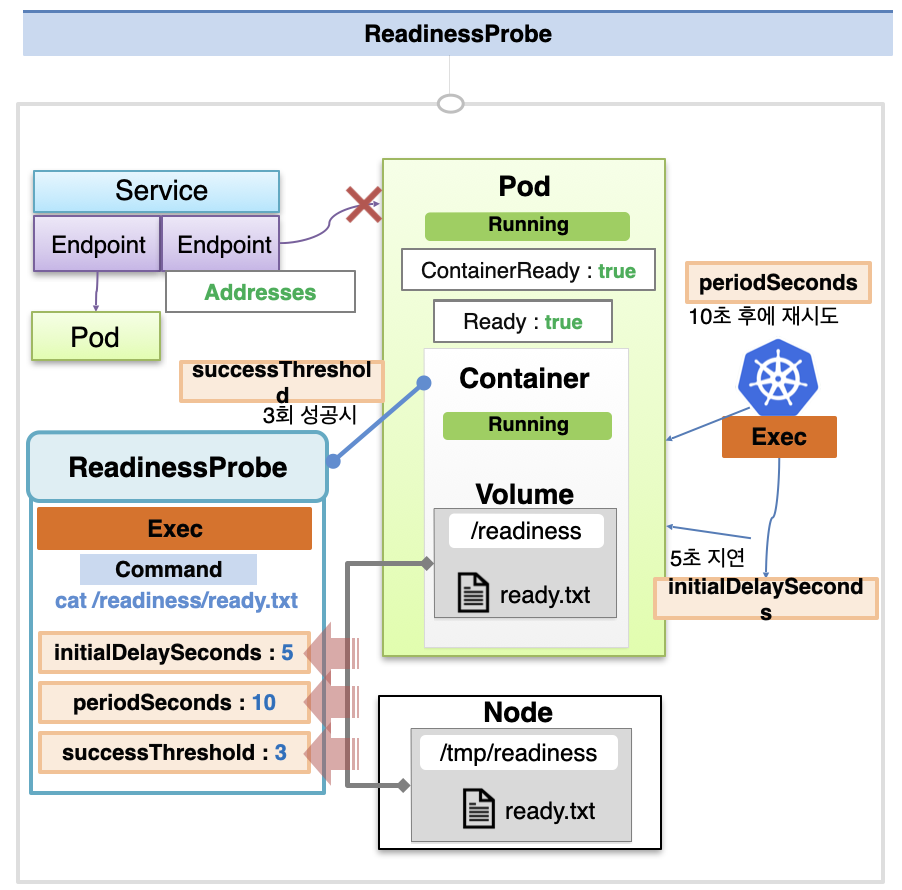 ReadinessProbe
Service
Endpoint
Endpoint
Addresses
Pod
Pod
Running
ContainerReady : true
Ready : true
Container
Running
Volume
/readiness
ready.txt
periodSeconds
10초 후에 재시도
Exec
5초 지연
initialDelaySecond
s
successThreshol
d
3회 성공시
ReadinessProbe
Exec
Command
cat /readiness/ready.txt
initialDelaySeconds : 5
periodSeconds : 10
successThreshold : 3
Node
/tmp/readiness
ready.txt